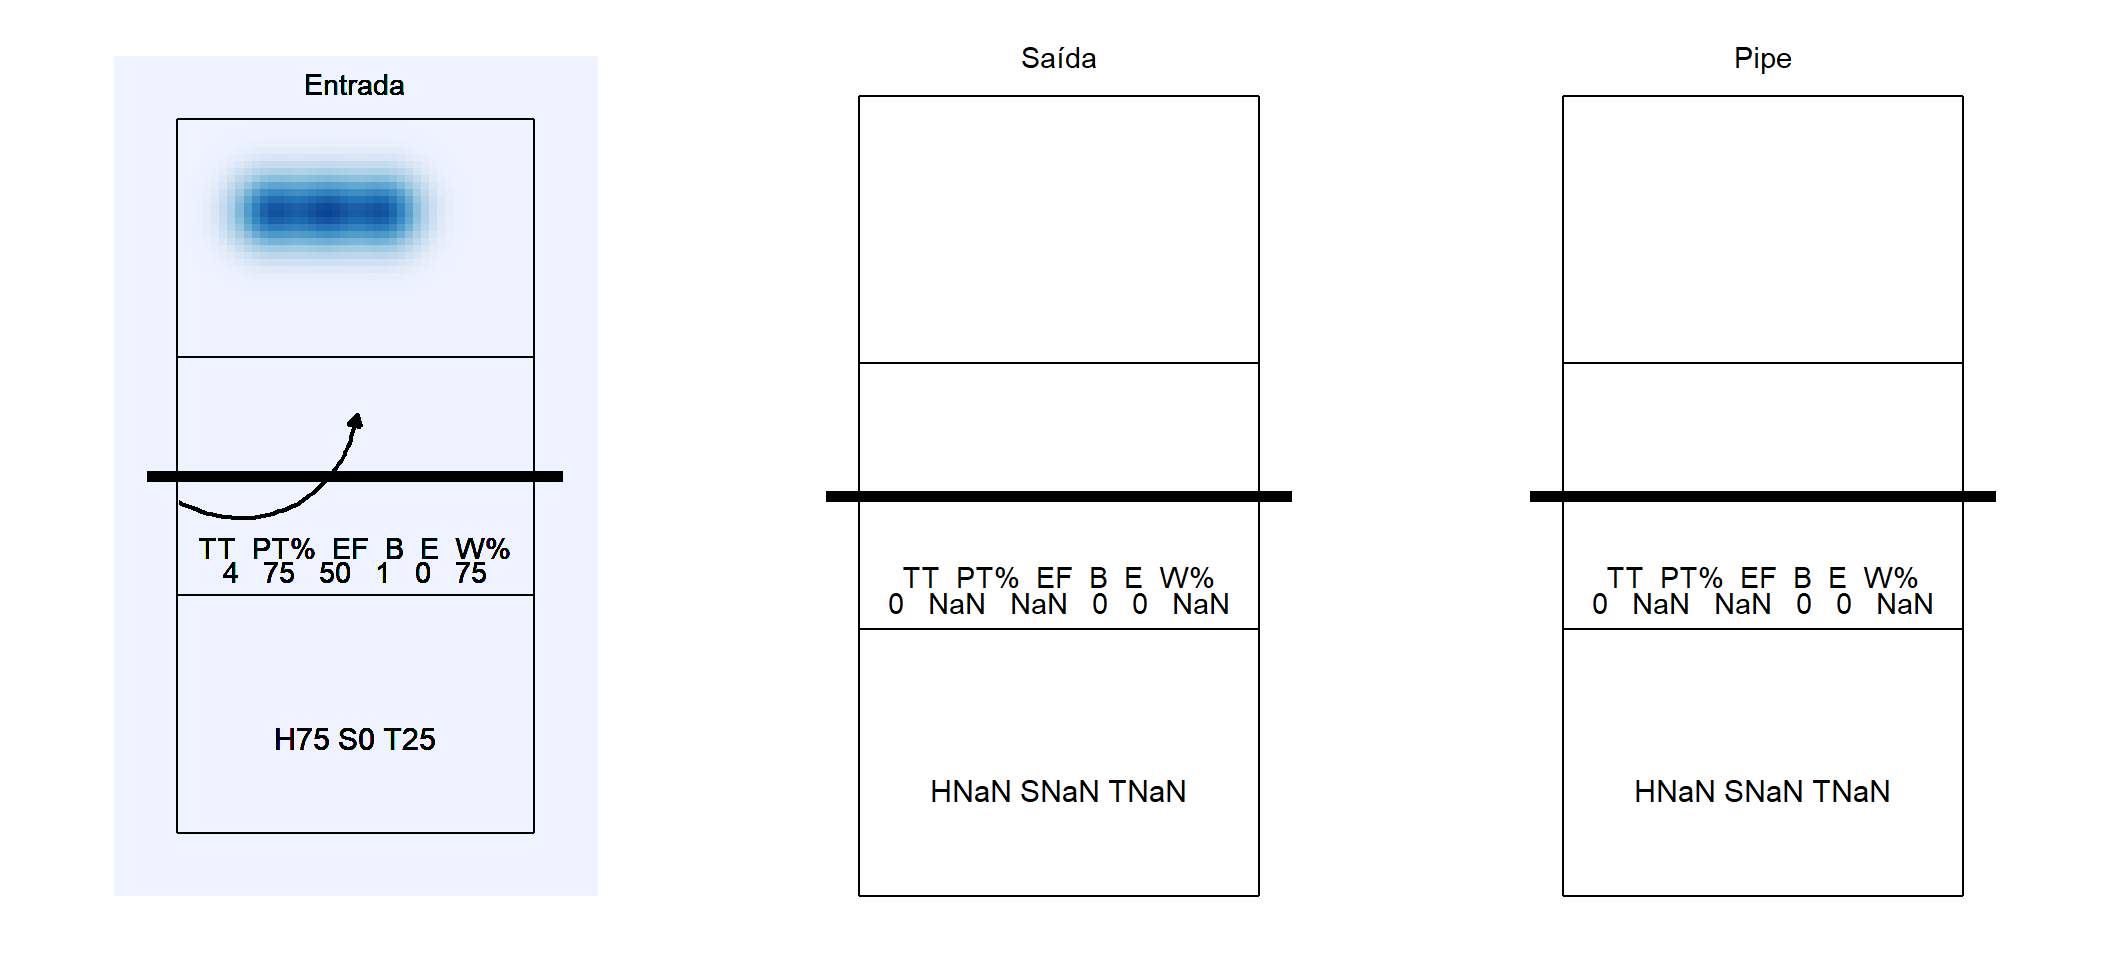 Entrada
TT PT% EF B E W%
4 75 50 1 0 75
H75 S0 T25
Saída
TT PT% EF B E W%
0 NaN NaN 0 0 NaN
HNaN SNaN TNaN
Pipe
TT PT% EF B E W%
0 NaN NaN 0 0 NaN
HNaN SNaN TNaN